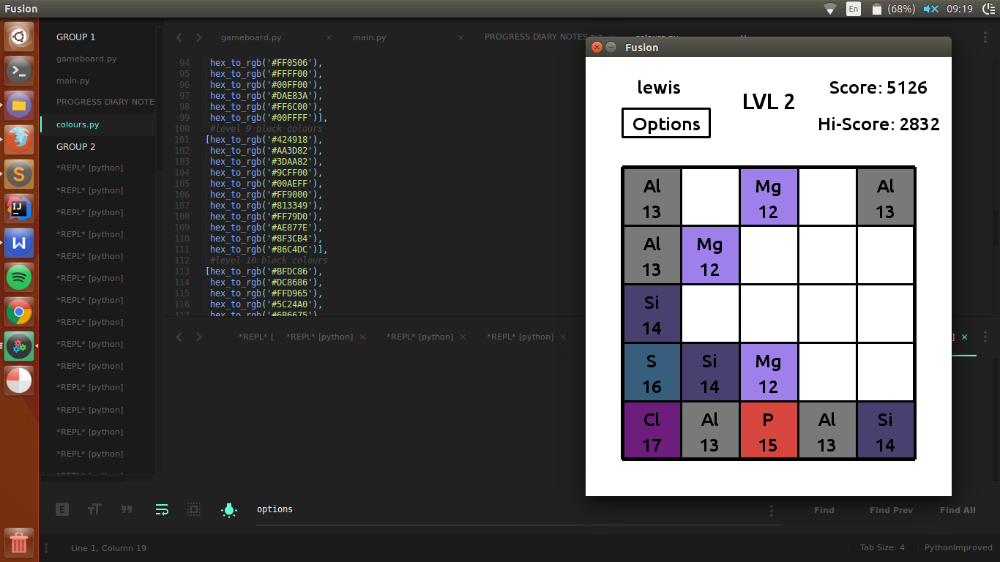 Fusion
En
(68%)
09:19
GROUP 1
gameboard.py
main.py
PROGRESS DIARY NOTES
colours.py
GROUP 2
*REPL* [python]
*REPL* [python]
*REPL* [python]
*REPL* [python]
*REPL* [python]
*REPL* [python]
*REPL* [python]
*REPL* [python]
*REPL* [python]
*REPL* [python]
*REPL* [python]
*REPL* [python]
*REPL* [python]
*REPL* [python]
gameboard.py
main.py
PROGRESS DIARY NOTES.txt
colours.py
94 hex_to_rgb('#FF0506'),
95 hex_to_rgb('#FFFF00'),
96 hex_to_rgb('#00FF00'),
97 hex_to_rgb('#DAE83A'),
98 hex_to_rgb('#FF6C00'),
99 hex_to_rgb('#00FFFF')],
100 #level 9 block colours
101 [hex_to_rgb('#424918'),
102 hex_to_rgb('#AA3D82'),
103 hex_to_rgb('#3DAA82'),
104 hex_to_rgb('#9CFF00'),
105 hex_to_rgb('#00AEFF'),
106 hex_to_rgb('#FF9000'),
107 hex_to_rgb('#813349'),
108 hex_to_rgb('#FF79D0'),
109 hex_to_rgb('#AE877E'),
110 hex_to_rgb('#8F3CB4'),
111 hex_to_rgb('#86C4DC')],
112 #level 10 block colours
113 [hex_to_rgb('#BFDC86'),
114 hex_to_rgb('#DC8686'),
115 hex_to_rgb('#FFD965'),
116 hex_to_rgb('#5C24A0'),
117 hex_to_rgb('#6B6675'),
*REPL* [
*REPL* [python]
*REPL* [python]
*REPL* [python]
]
Fusion
lewis
Options
LVL 2
Score: 5126
Hi-Score: 2832
Al Mg Al
13 12 13
Al Mg
13 12
Si
14
S Si Mg
16 14 12
Cl Al P Al Si
17 13 15 13 14
options
Find
Find Prev
Find All
Line 1, Column 19
Tab Size: 4
PythonImproved